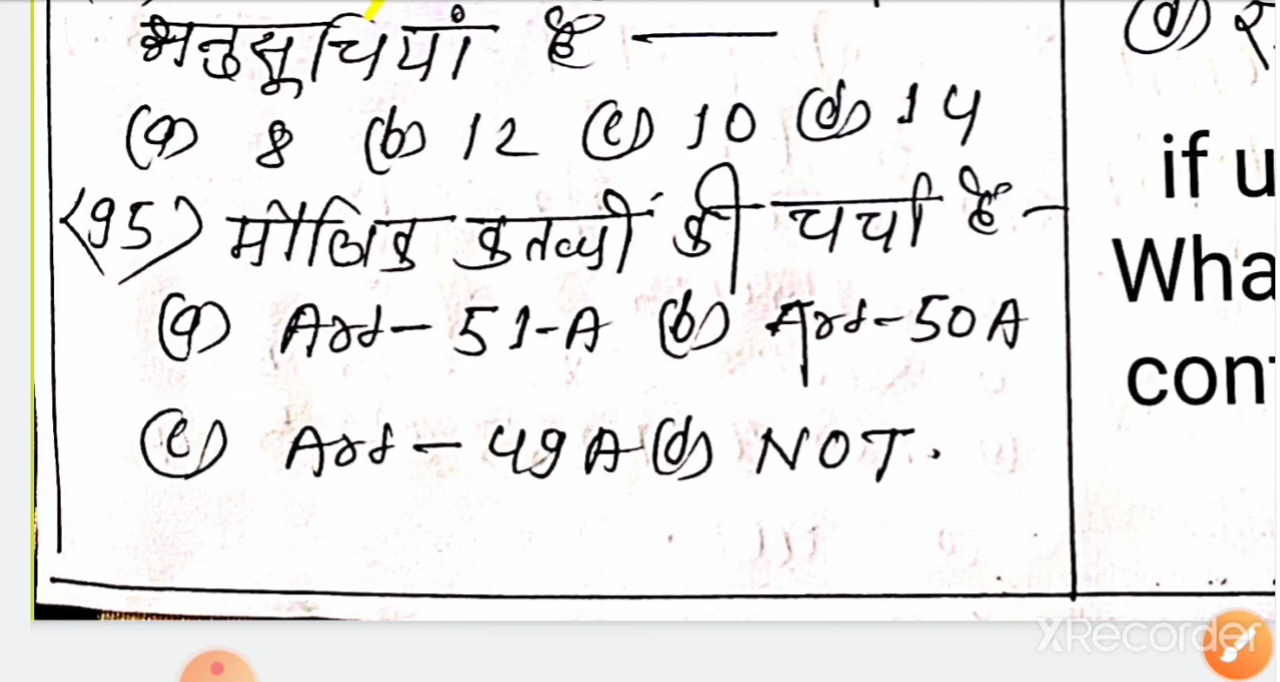 अनुसूचियां है —
(a) 8 (b) 12 (c) 10 (d) 14
(95) मौलिक कर्तव्यों की चर्चा है –
(a) Art – 51-A (b) Art-50A
(c) Art – 49A (d) NOT.
(d)
if u
Wha
con
XRecorder